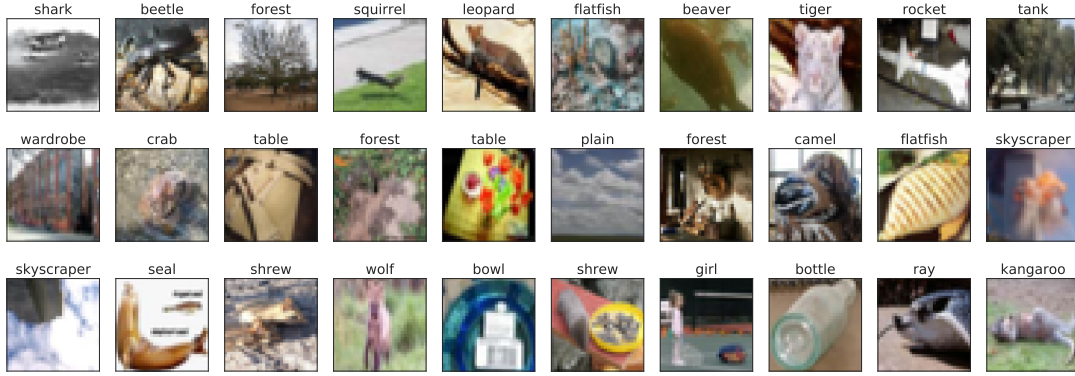 shark beetle forest squirrel leopard flatfish beaver tiger rocket tank
wardrobe crab table forest table plain forest camel flatfish skyscraper
skyscraper seal shrew wolf bowl shrew girl bottle ray kangaroo